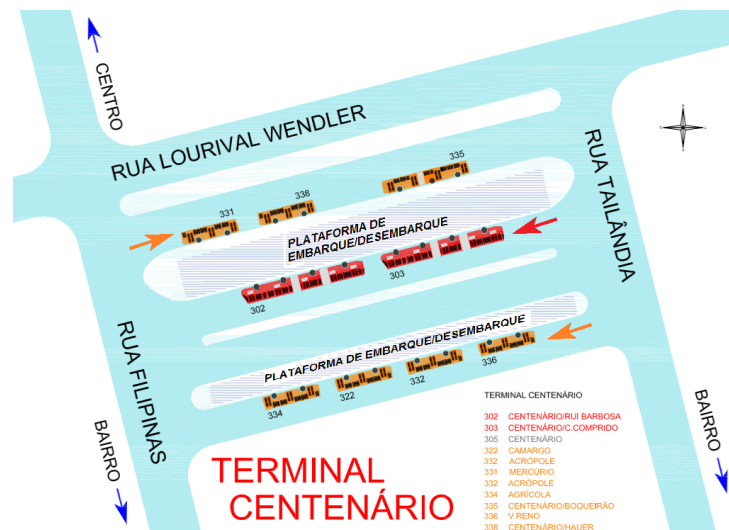 CENTRO
RUA LOURIVAL WENDLER
335
338
331
RUA TAILÂNDIA
PLATAFORMA DE
EMBARQUE/DESEMBARQUE
303
302
RUA FILIPINAS
PLATAFORMA DE EMBARQUE/DESEMBARQUE
336
332
322
334
BAIRRO
BAIRRO
TERMINAL
CENTENÁRIO
TERMINAL CENTENÁRIO
302 CENTENÁRIO/RUI BARBOSA
303 CENTENÁRIO/C.COMPRIDO
305 CENTENÁRIO
322 CAMARGO
332 ACRÓPOLE
331 MERCÚRIO
332 ACRÓPOLE
334 AGRÍCOLA
335 CENTENÁRIO/BOQUEIRÃO
336 V.RENO
338 CENTENÁRIO/HAUER